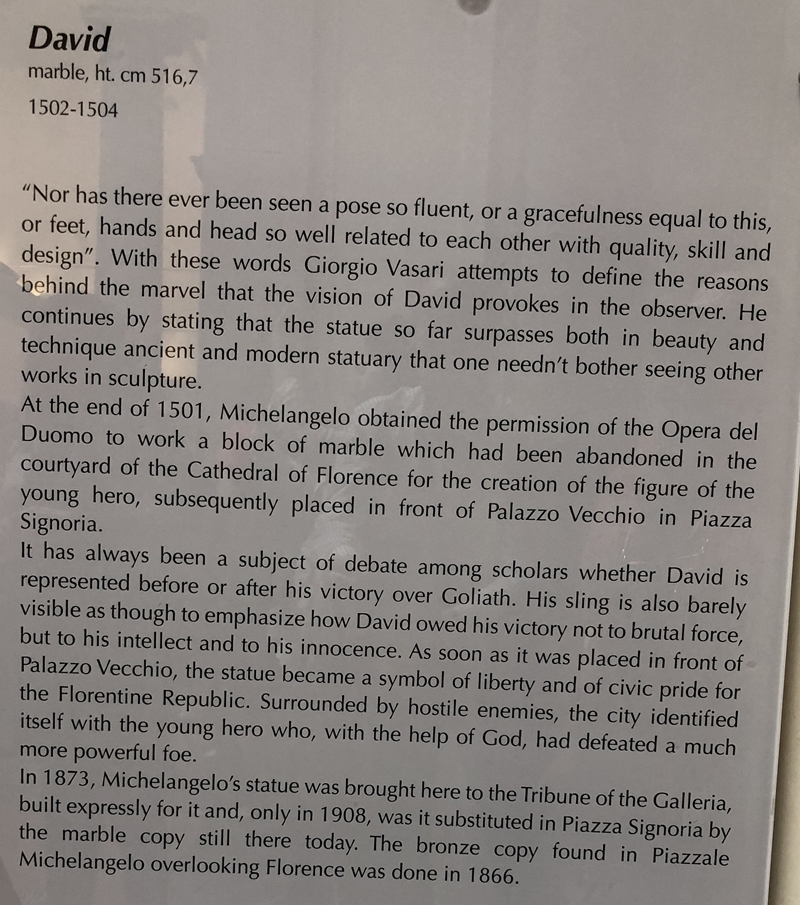 David
marble, ht. cm 516,7
1502-1504
“Nor has there ever been seen a pose so fluent, or a gracefulness equal to this,
or feet, hands and head so well related to each other with quality, skill and
design”. With these words Giorgio Vasari attempts to define the reasons
behind the marvel that the vision of David provokes in the observer. He
continues by stating that the statue so far surpasses both in beauty and
technique ancient and modern statuary that one needn’t bother seeing other
works in sculpture.
At the end of 1501, Michelangelo obtained the permission of the Opera del
Duomo to work a block of marble which had been abandoned in the
courtyard of the Cathedral of Florence for the creation of the figure of the
young hero, subsequently placed in front of Palazzo Vecchio in Piazza
Signoria.
It has always been a subject of debate among scholars whether David is
represented before or after his victory over Goliath. His sling is also barely
visible as though to emphasize how David owed his victory not to brutal force,
but to his intellect and to his innocence. As soon as it was placed in front of
Palazzo Vecchio, the statue became a symbol of liberty and of civic pride for
the Florentine Republic. Surrounded by hostile enemies, the city identified
itself with the young hero who, with the help of God, had defeated a much
more powerful foe.
In 1873, Michelangelo’s statue was brought here to the Tribune of the Galleria,
built expressly for it and, only in 1908, was it substituted in Piazza Signoria by
the marble copy still there today. The bronze copy found in Piazzale
Michelangelo overlooking Florence was done in 1866.